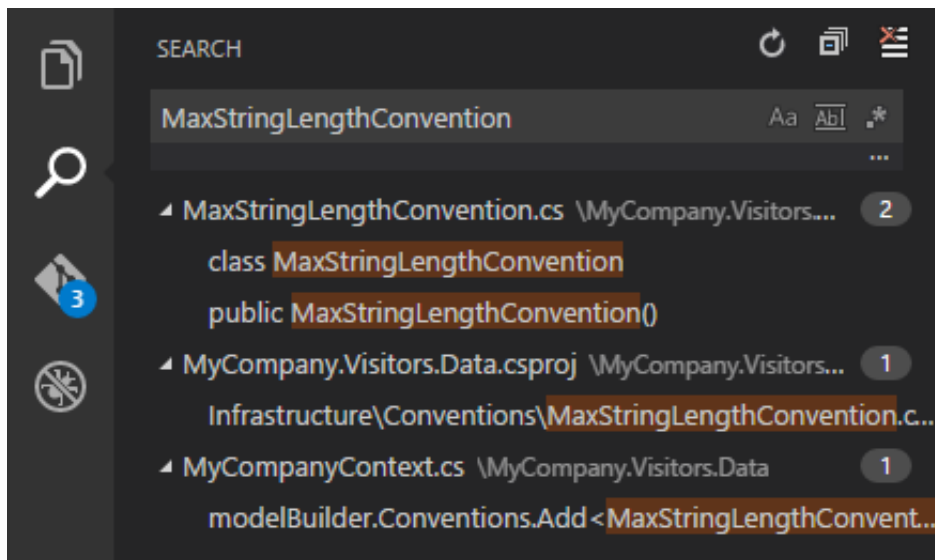 SEARCH
MaxStringLengthConvention Aa Abl .*
...
MaxStringLengthConvention.cs \MyCompany.Visitors.... 2
class MaxStringLengthConvention
public MaxStringLengthConvention()
3
MyCompany.Visitors.Data.csproj \MyCompany.Visitors... 1
Infrastructure\Conventions\MaxStringLengthConvention.c...
MyCompanyContext.cs \MyCompany.Visitors.Data 1
modelBuilder.Conventions.Add<MaxStringLengthConvent...